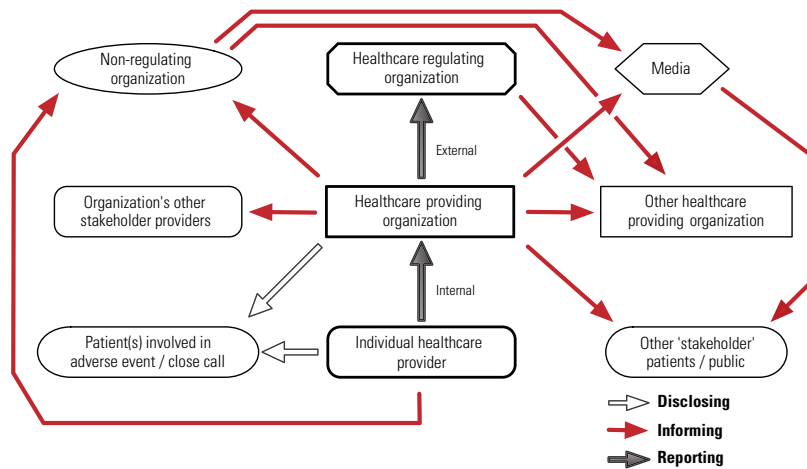 Non-regulating
organization
Healthcare regulating
organization
Media
External
Organization's other
stakeholder providers
Healthcare providing
organization
Other healthcare
providing organization
Internal
Patient(s) involved in
adverse event / close call
Individual healthcare
provider
Other 'stakeholder'
patients / public
Disclosing
Informing
Reporting